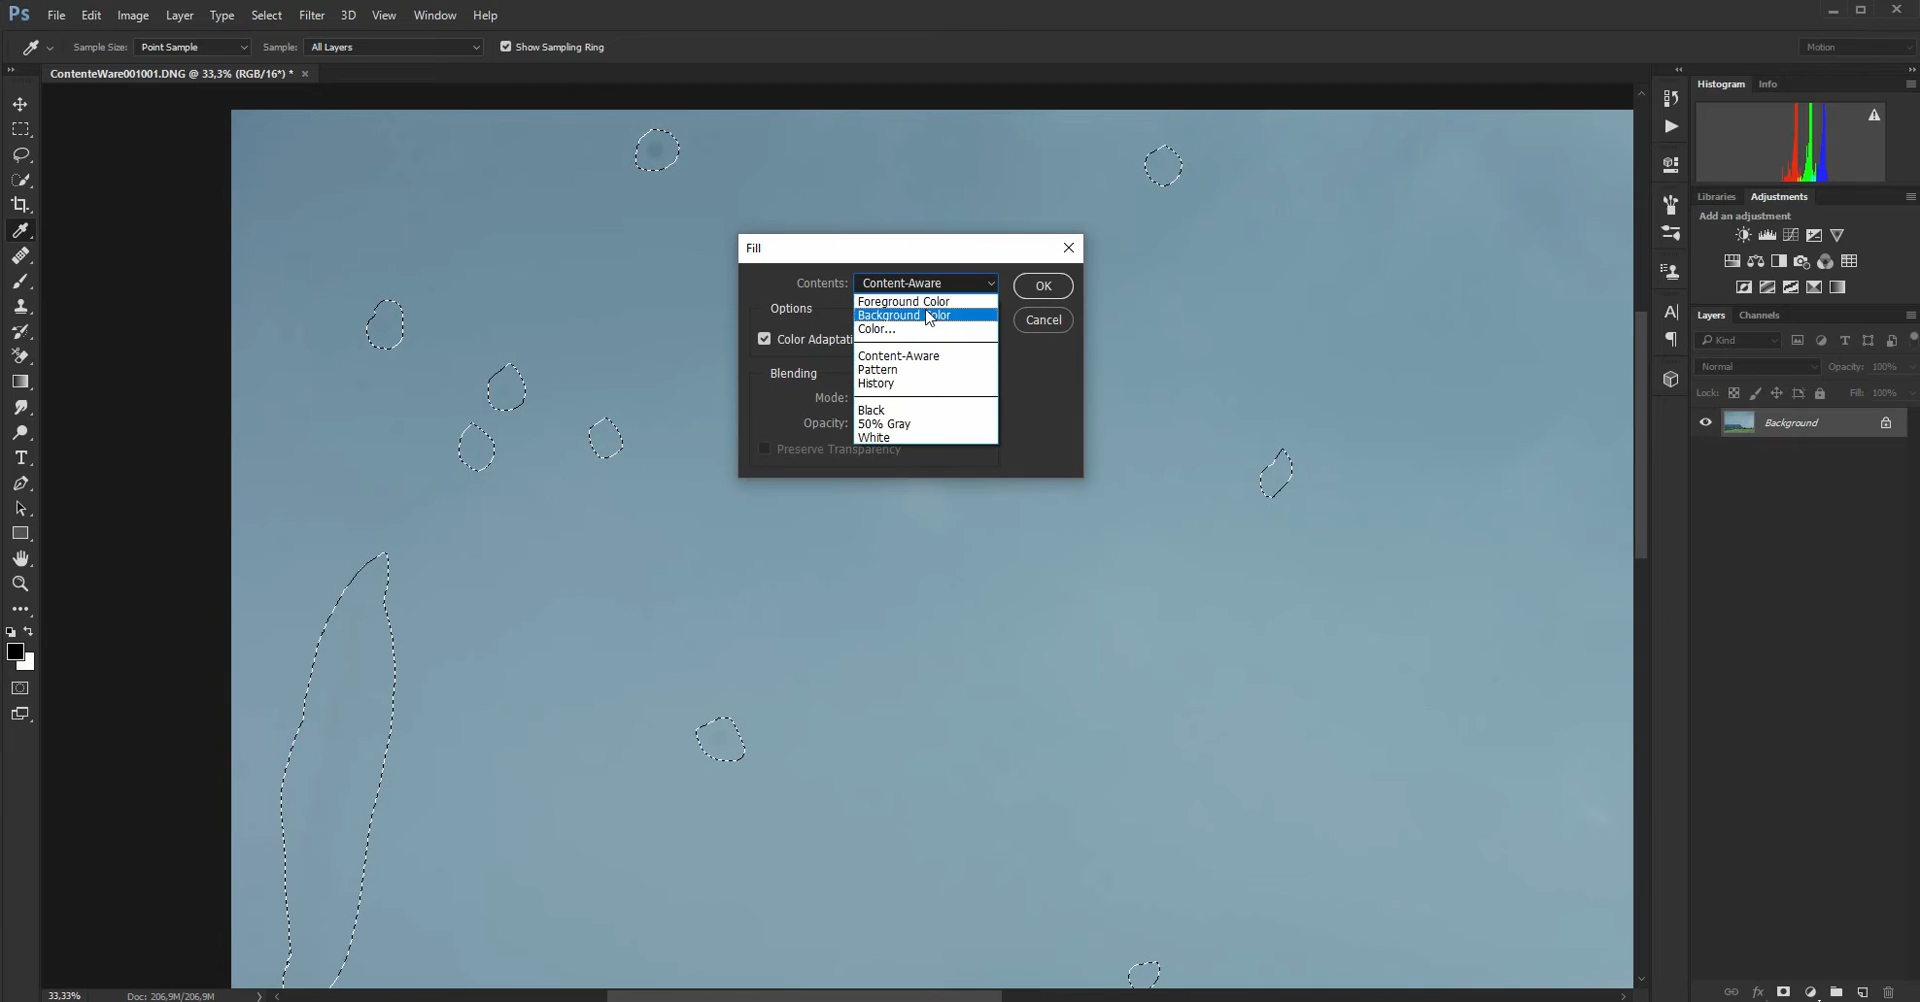 Ps File Edit Image Layer Type Select Filter 3D View Window Help
Sample Size: Point Sample Sample: All Layers Show Sampling Ring Motion
ContenteWare001001.DNG @ 33,3% (RGB/16*) * ×
Histogram Info
Libraries Adjustments
Add an adjustment
Fill
Contents: Content-Aware OK
Foreground Color
Options
Background Color
Cancel
Color...
Color Adaptati
Content-Aware
Pattern
Blending
History
Mode:
Black
Opacity:
50% Gray
White
Preserve Transparency
Layers Channels
Kind
Normal Opacity: 100%
Lock: Fill: 100%
Background
33,33% Doc: 206,9M/206,9M